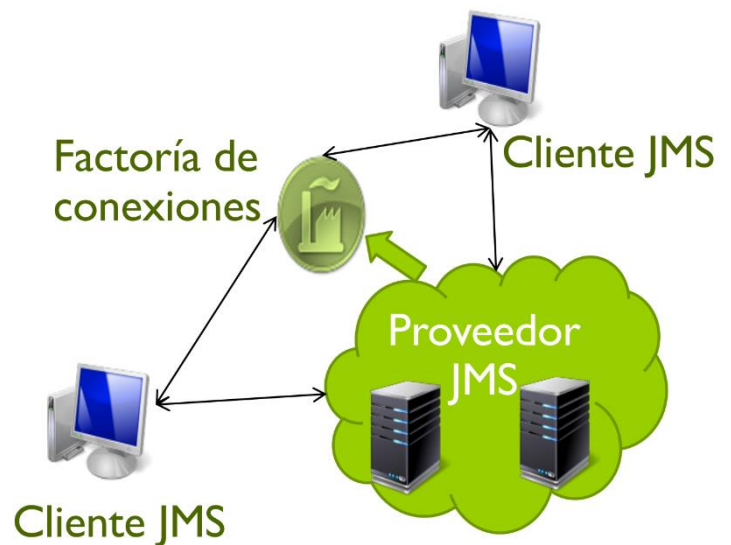 Cliente JMS
Factoría de
conexiones
Proveedor
JMS
Cliente JMS